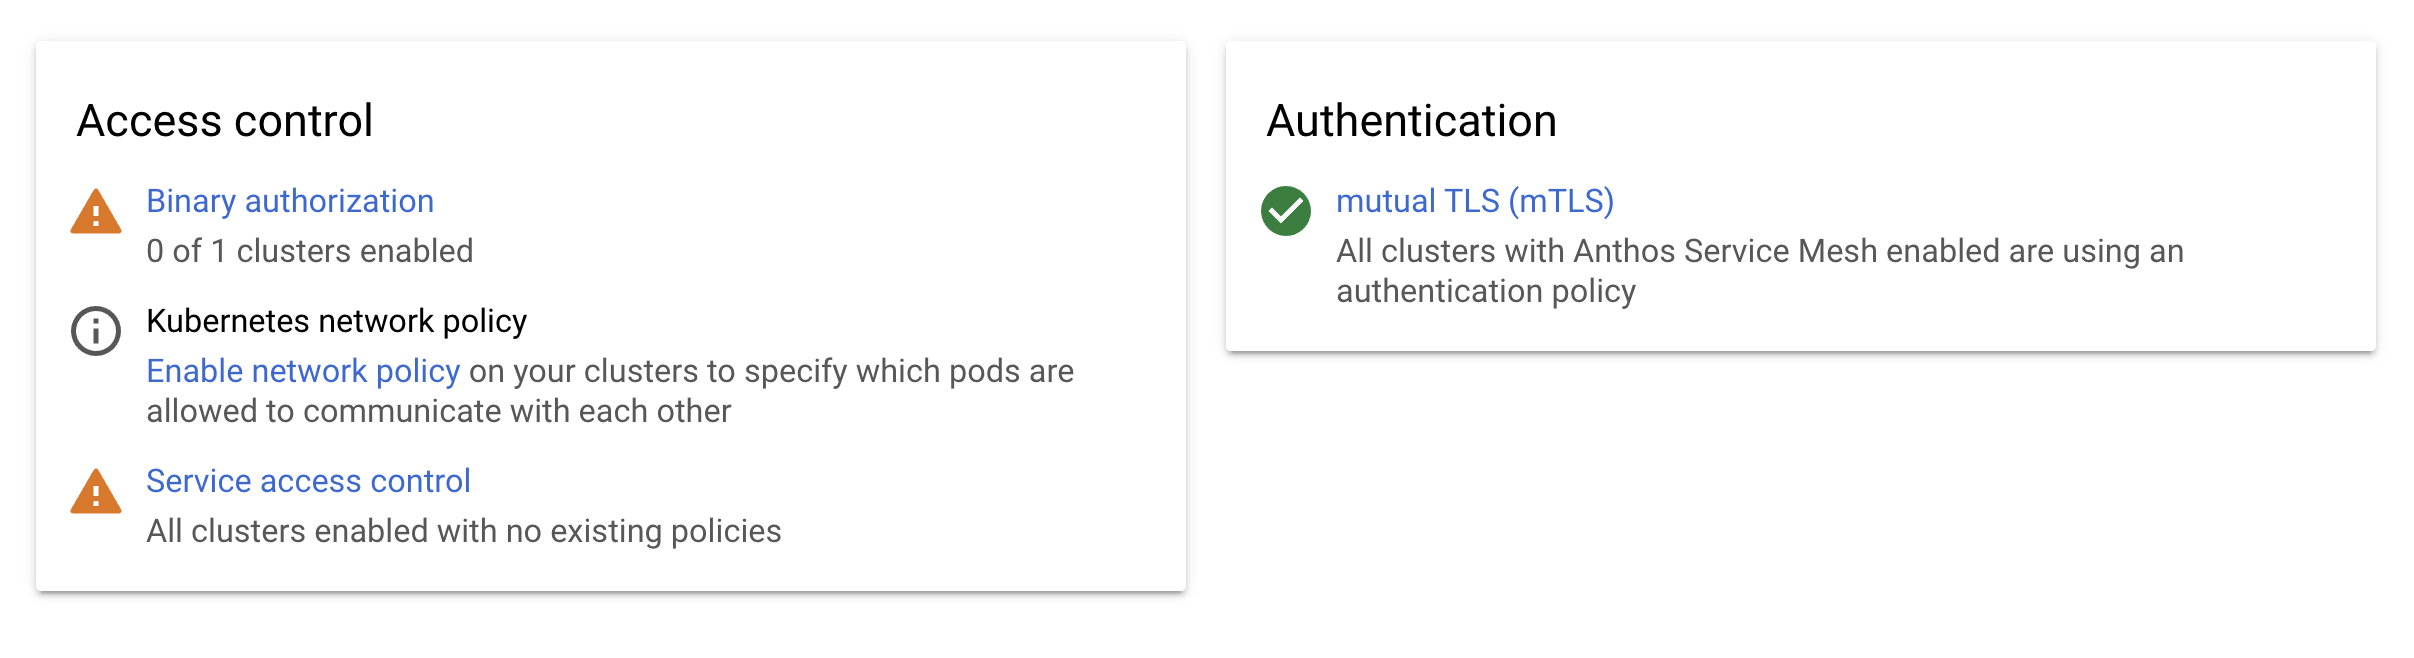 Access control
Binary authorization
0 of 1 clusters enabled
Kubernetes network policy
Enable network policy on your clusters to specify which pods are
allowed to communicate with each other
Service access control
All clusters enabled with no existing policies
Authentication
mutual TLS (mTLS)
All clusters with Anthos Service Mesh enabled are using an
authentication policy